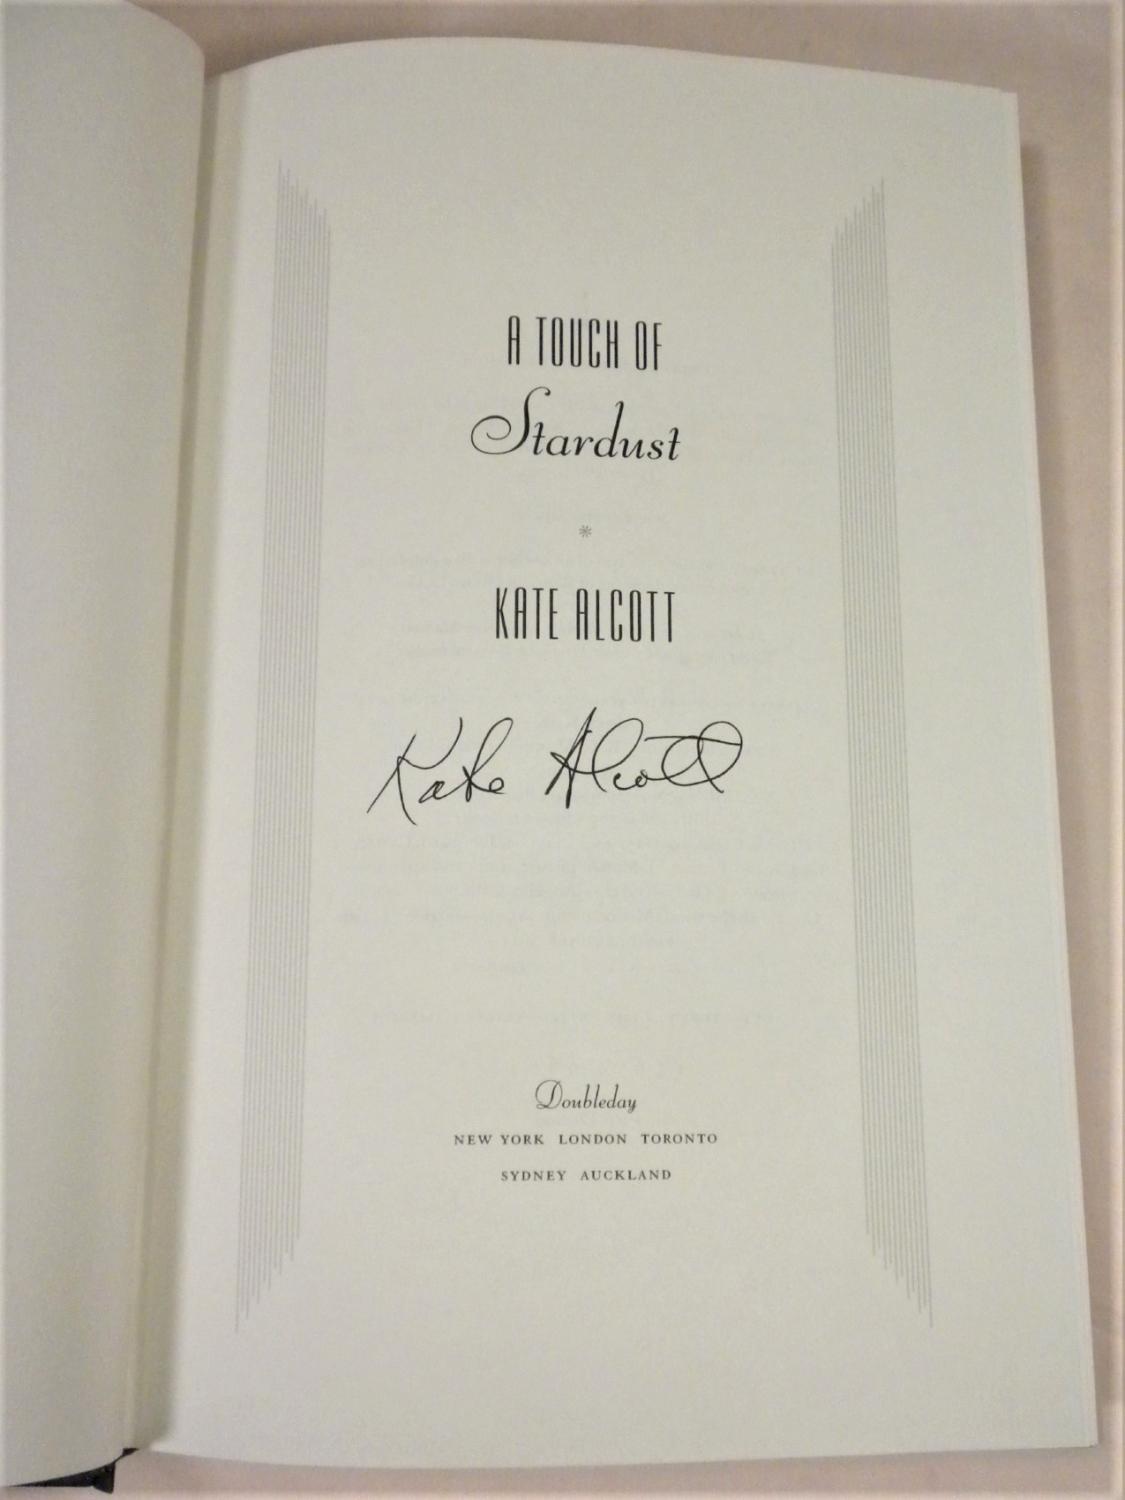 A TOUCH OF
Stardust
*
KATE ALCOTT
Kate Alcott
Doubleday
NEW YORK LONDON TORONTO
SYDNEY AUCKLAND